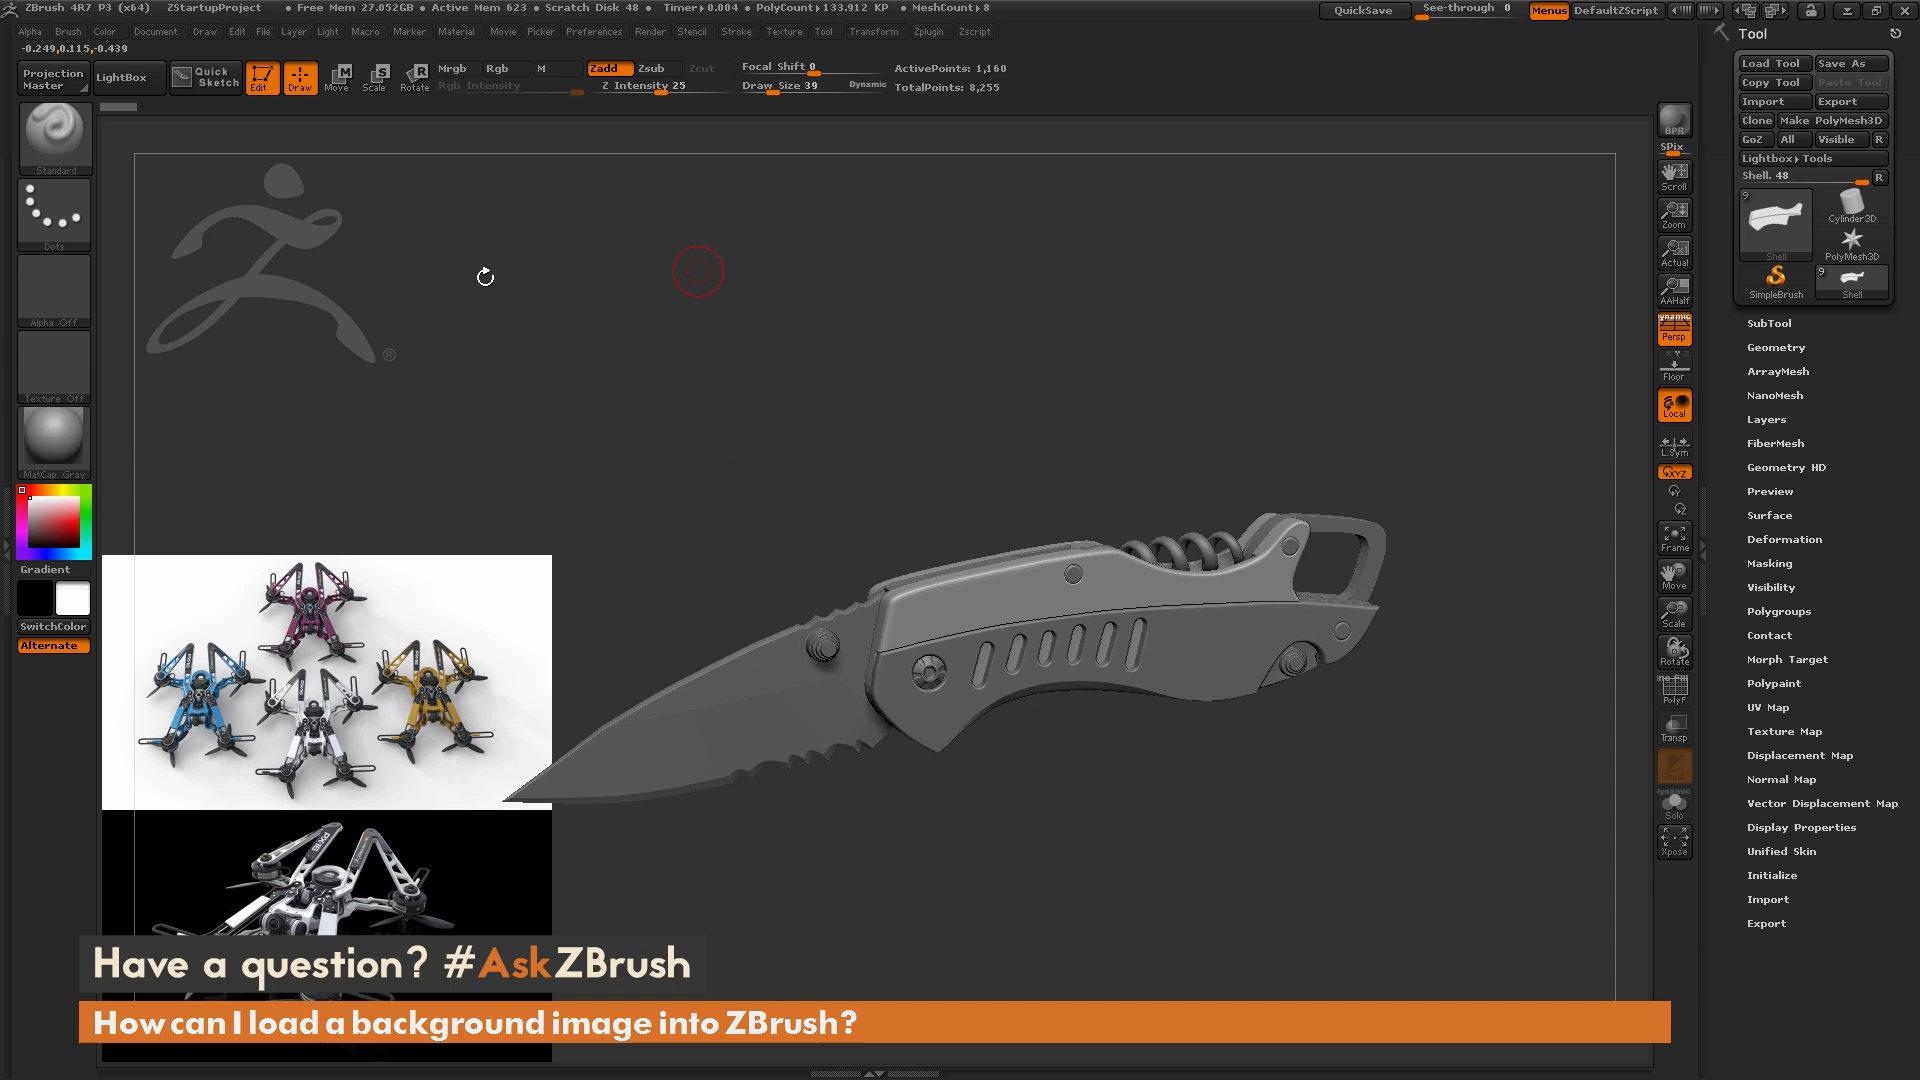 ZBrush 4R7 P3 (x64) ZStartupProject • Free Mem 27.052GB • Active Mem 623 • Scratch Disk 48 • Timer▸0.004 • PolyCount▸133.912 KP • MeshCount▸8
QuickSave See-through 0 Menus DefaultZScript
Alpha Brush Color Document Draw Edit File Layer Light Macro Marker Material Movie Picker Preferences Render Stencil Stroke Texture Tool Transform Zplugin Zscript
-0.249,0.115,-0.439
Projection Master
LightBox
Quick Sketch
Edit
Draw
Move
Scale
Rotate
Mrgb Rgb M
Rgb Intensity
Zadd Zsub Zcut
Z Intensity 25
Focal Shift 0
Draw Size 39 Dynamic
ActivePoints: 1,160
TotalPoints: 8,255
Standard
Dots
Alpha Off
Texture Off
MatCap Gray
Gradient
SwitchColor
Alternate
®
BPR
SPix
Scroll
Zoom
Actual
AAHalf
Persp
Floor
Local
L.Sym
XYZ
Y
Z
Frame
Move
Scale
Rotate
PolyF
Transp
Ghost
Dynamic
Solo
Xpose
Tool
Load Tool Save As
Copy Tool Paste Tool
Import Export
Clone Make PolyMesh3D
GoZ All Visible R
Lightbox▸Tools
Shell. 48 R
9
Shell
Cylinder3D
PolyMesh3D
SimpleBrush
9
Shell
SubTool
Geometry
ArrayMesh
NanoMesh
Layers
FiberMesh
Geometry HD
Preview
Surface
Deformation
Masking
Visibility
Polygroups
Contact
Morph Target
Polypaint
UV Map
Texture Map
Displacement Map
Normal Map
Vector Displacement Map
Display Properties
Unified Skin
Initialize
Import
Export
Have a question? #AskZBrush
How can I load a background image into ZBrush?